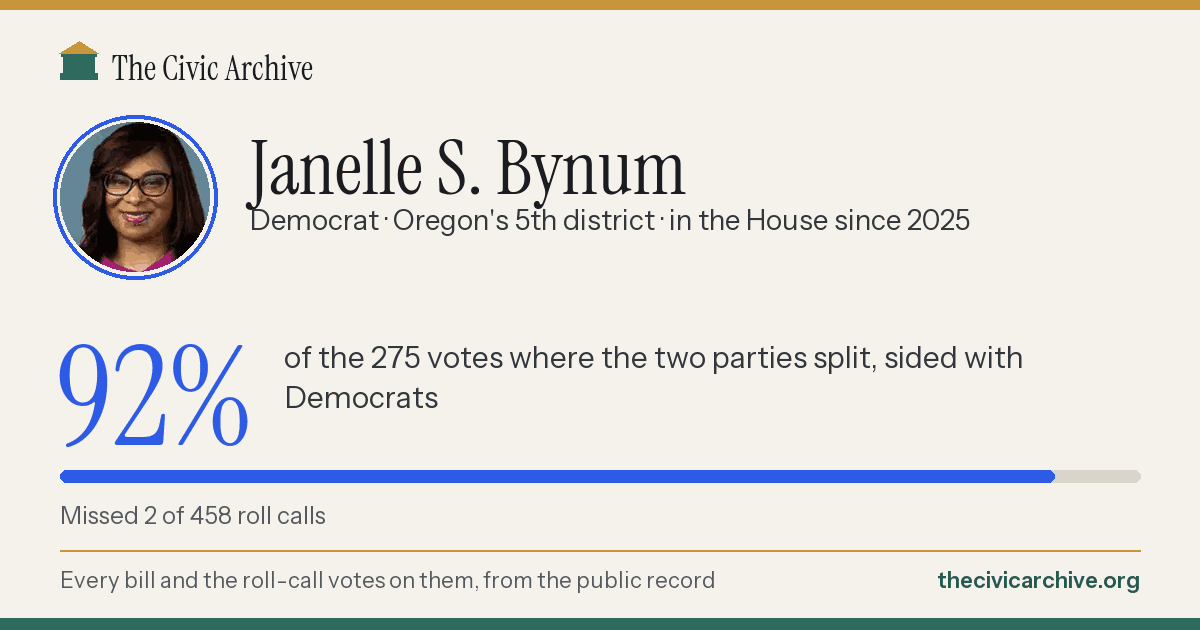 The Civic Archive
Janelle S. Bynum
Democrat · Oregon's 5th district · in the House since 2025
92%
of the 275 votes where the two parties split, sided with
Democrats
Missed 2 of 458 roll calls
Every bill and the roll-call votes on them, from the public record
thecivicarchive.org